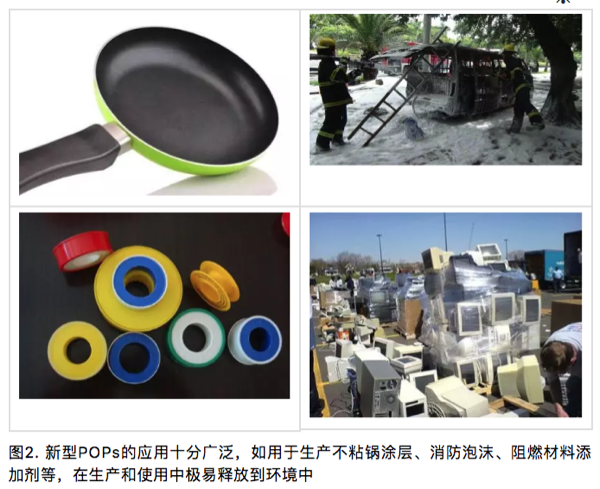 图2. 新型POPs的应用十分广泛，如用于生产不粘锅涂层、消防泡沫、阻燃材料添
加剂等，在生产和使用中极易释放到环境中